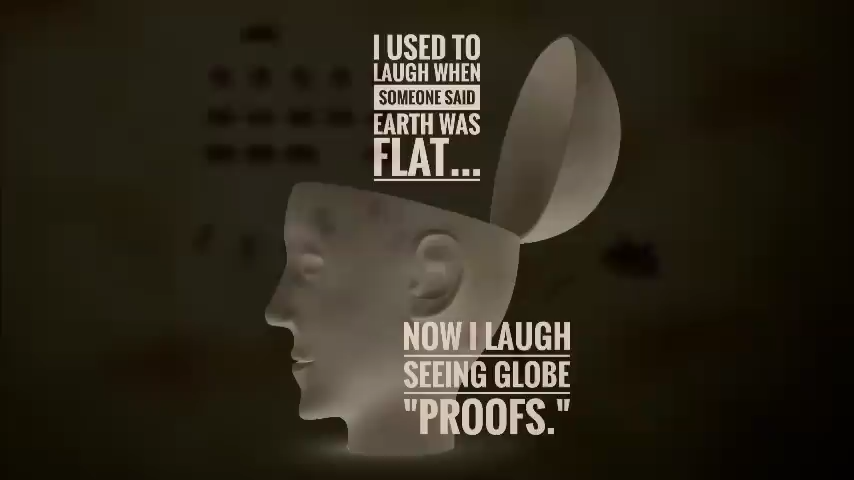 I USED TO
LAUGH WHEN
SOMEONE SAID
EARTH WAS
FLAT...
NOW I LAUGH
SEEING GLOBE
"PROOFS."